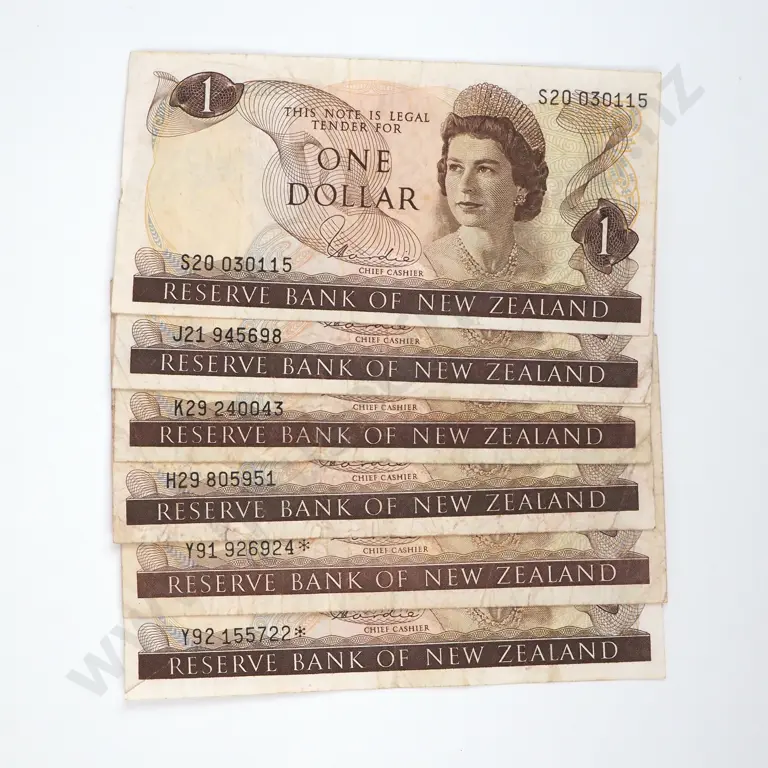 1
S20 030115
THIS NOTE IS LEGAL
TENDER FOR
ONE
DOLLAR
1
Hardie
S20 030115
CHIEF CASHIER
RESERVE BANK OF NEW ZEALAND
J21 945698
CHIEF CASHIER
RESERVE BANK OF NEW ZEALAND
K29 240043
CHIEF CASHIER
RESERVE BANK OF NEW ZEALAND
H29 805951
CHIEF CASHIER
RESERVE BANK OF NEW ZEALAND
Y91 926924*
CHIEF CASHIER
RESERVE BANK OF NEW ZEALAND
Hardie
Y92 155722*
CHIEF CASHIER
RESERVE BANK OF NEW ZEALAND